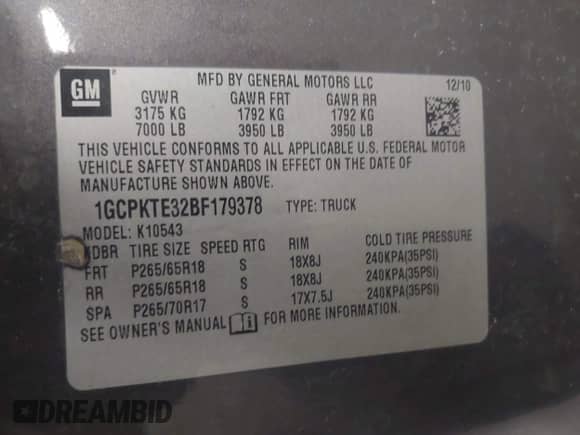 GM
MFD BY GENERAL MOTORS LLC 12/10
GVWR GAWR FRT GAWR RR
3175 KG 1792 KG 1792 KG
7000 LB 3950 LB 3950 LB
THIS VEHICLE CONFORMS TO ALL APPLICABLE U.S. FEDERAL MOTOR
VEHICLE SAFETY STANDARDS IN EFFECT ON THE DATE OF
MANUFACTURE SHOWN ABOVE.
1GCPKTE32BF179378 TYPE: TRUCK
MODEL: K10543
DBR TIRE SIZE SPEED RTG RIM COLD TIRE PRESSURE
FRT P265/65R18 S 18X8J 240KPA(35PSI)
RR P265/65R18 S 18X8J 240KPA(35PSI)
SPA P265/70R17 S 17X7.5J 240KPA(35PSI)
SEE OWNER'S MANUAL FOR MORE INFORMATION.
DREAMBID